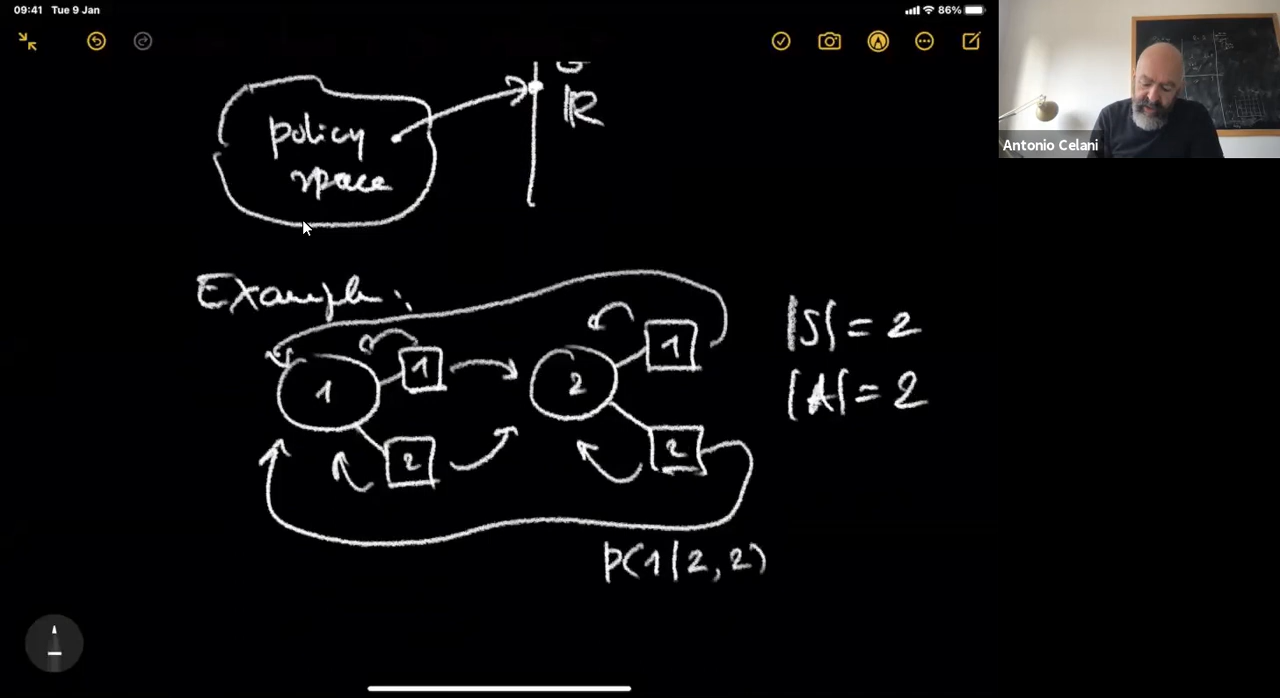 09:41 Tue 9 Jan
86%
Antonio Celani
policy
space
G
ℝ
Example:
1
1
2
2
1
2
|S| = 2
|A| = 2
p(1|2,2)